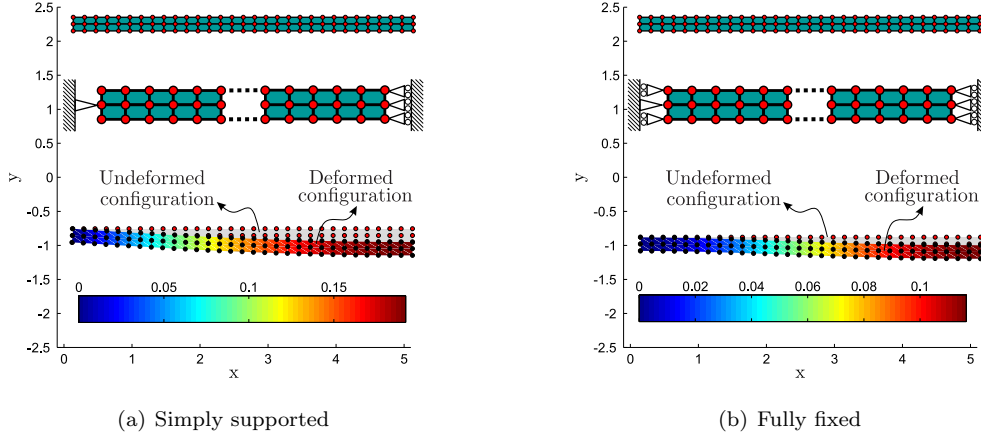 2.5
2
1.5
1
0.5
0
-0.5
-1
-1.5
-2
-2.5
y
Undeformed
configuration
Deformed
configuration
0 0.05 0.1 0.15
0 1 2 3 4 5
x
(a) Simply supported
2.5
2
1.5
1
0.5
0
-0.5
-1
-1.5
-2
-2.5
y
Undeformed
configuration
Deformed
configuration
0 0.02 0.04 0.06 0.08 0.1
0 1 2 3 4 5
x
(b) Fully fixed